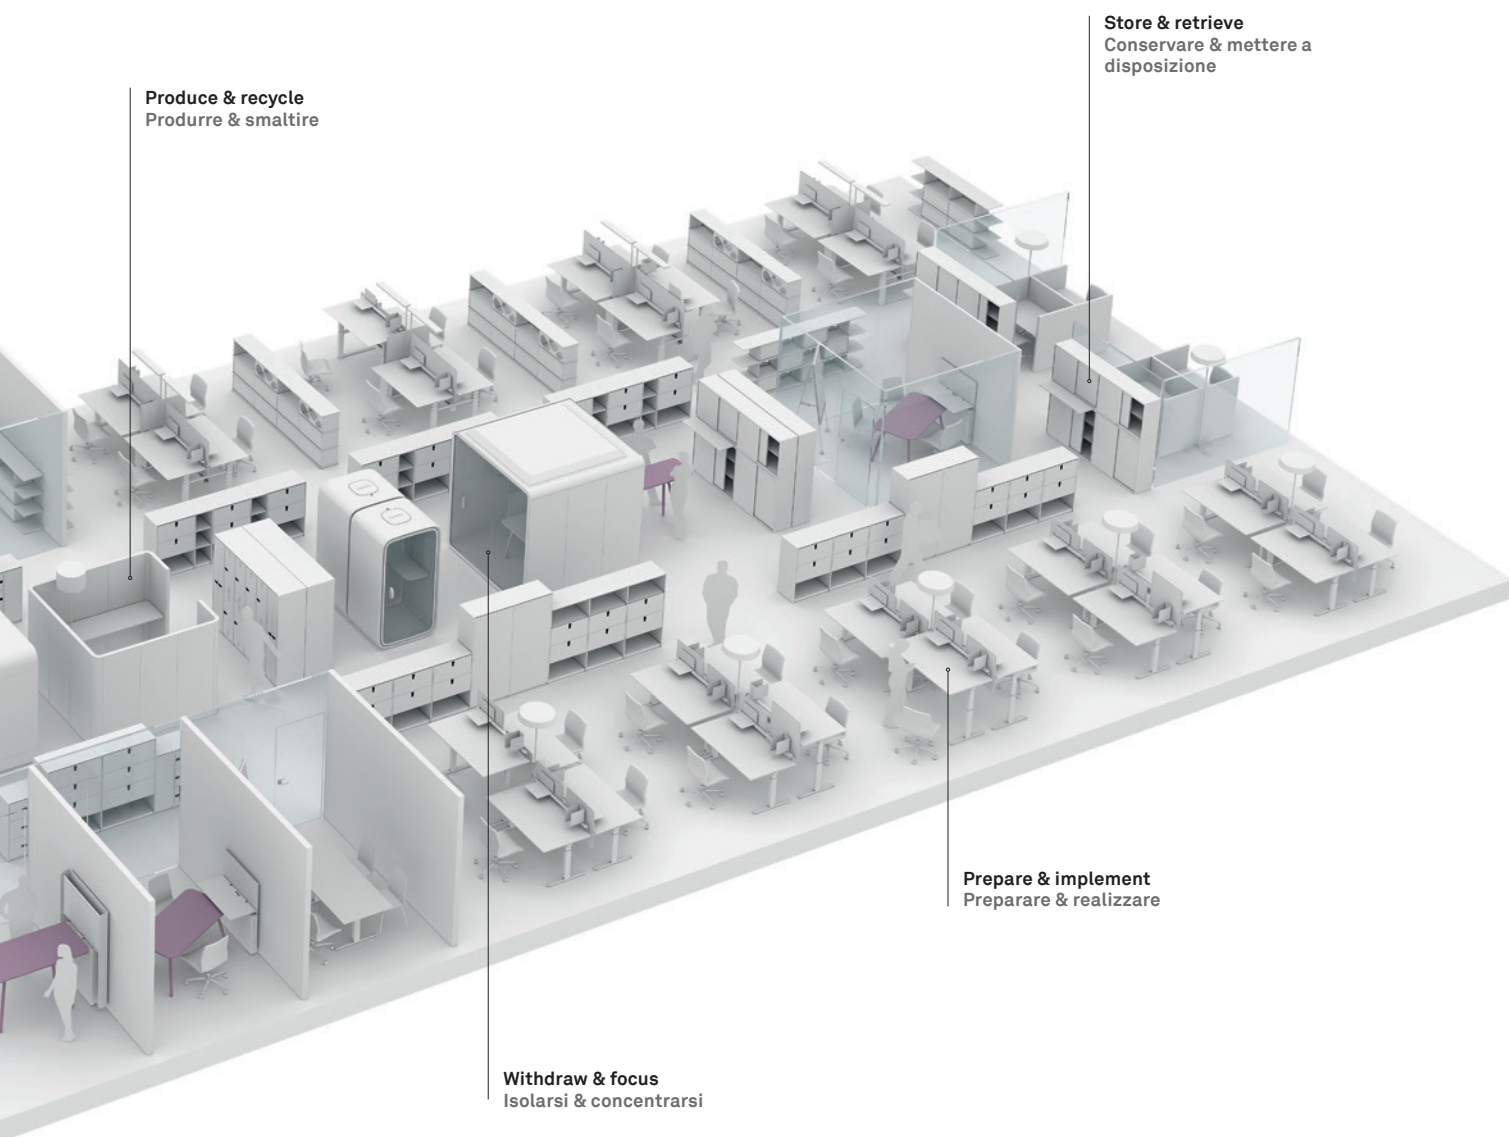 Store & retrieve
Conservare & mettere a
disposizione
Produce & recycle
Produrre & smaltire
Prepare & implement
Preparare & realizzare
Withdraw & focus
Isolarsi & concentrarsi